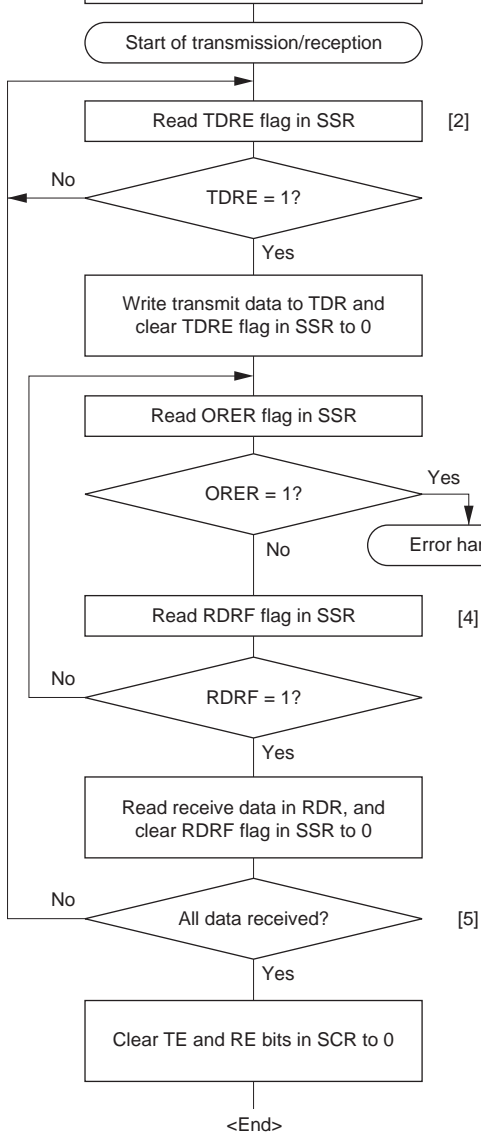 Start of transmission/reception
Read TDRE flag in SSR
[2]
No
TDRE = 1?
Yes
Write transmit data to TDR and
clear TDRE flag in SSR to 0
Read ORER flag in SSR
Yes
ORER = 1?
No
Error
Read RDRF flag in SSR
[4]
No
RDRF = 1?
Yes
Read receive data in RDR, and
clear RDRF flag in SSR to 0
No
All data received?
[5]
Yes
Clear TE and RE bits in SCR to 0
<End>